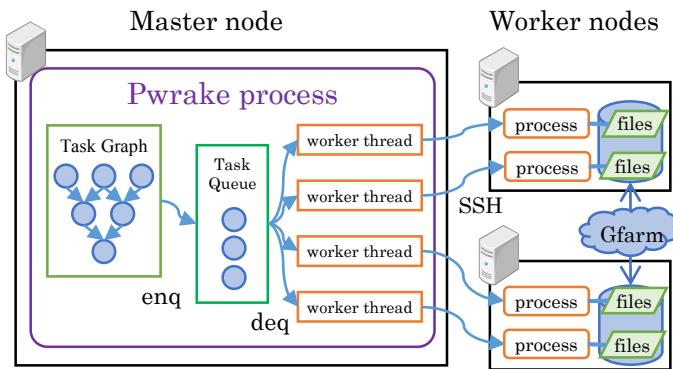 Master node
Worker nodes
Pwrake process
Task Graph
Task
Queue
enq
deq
worker thread
worker thread
worker thread
worker thread
SSH
process
files
process
files
Gfarm
process
files
process
files